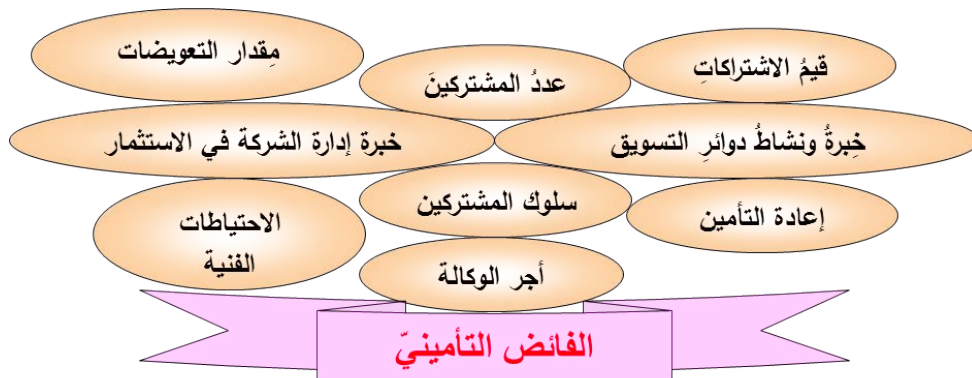 قيمُ الاشتراكاتِ
عددُ المشتركينَ
مِقدار التعويضات
خِبرةُ ونشاطُ دوائرِ التسويق
خبرة إدارة الشركة في الاستثمار
إعادة التأمين
سلوك المشتركين
الاحتياطات
الفنية
أجر الوكالة
الفائض التأمينيّ